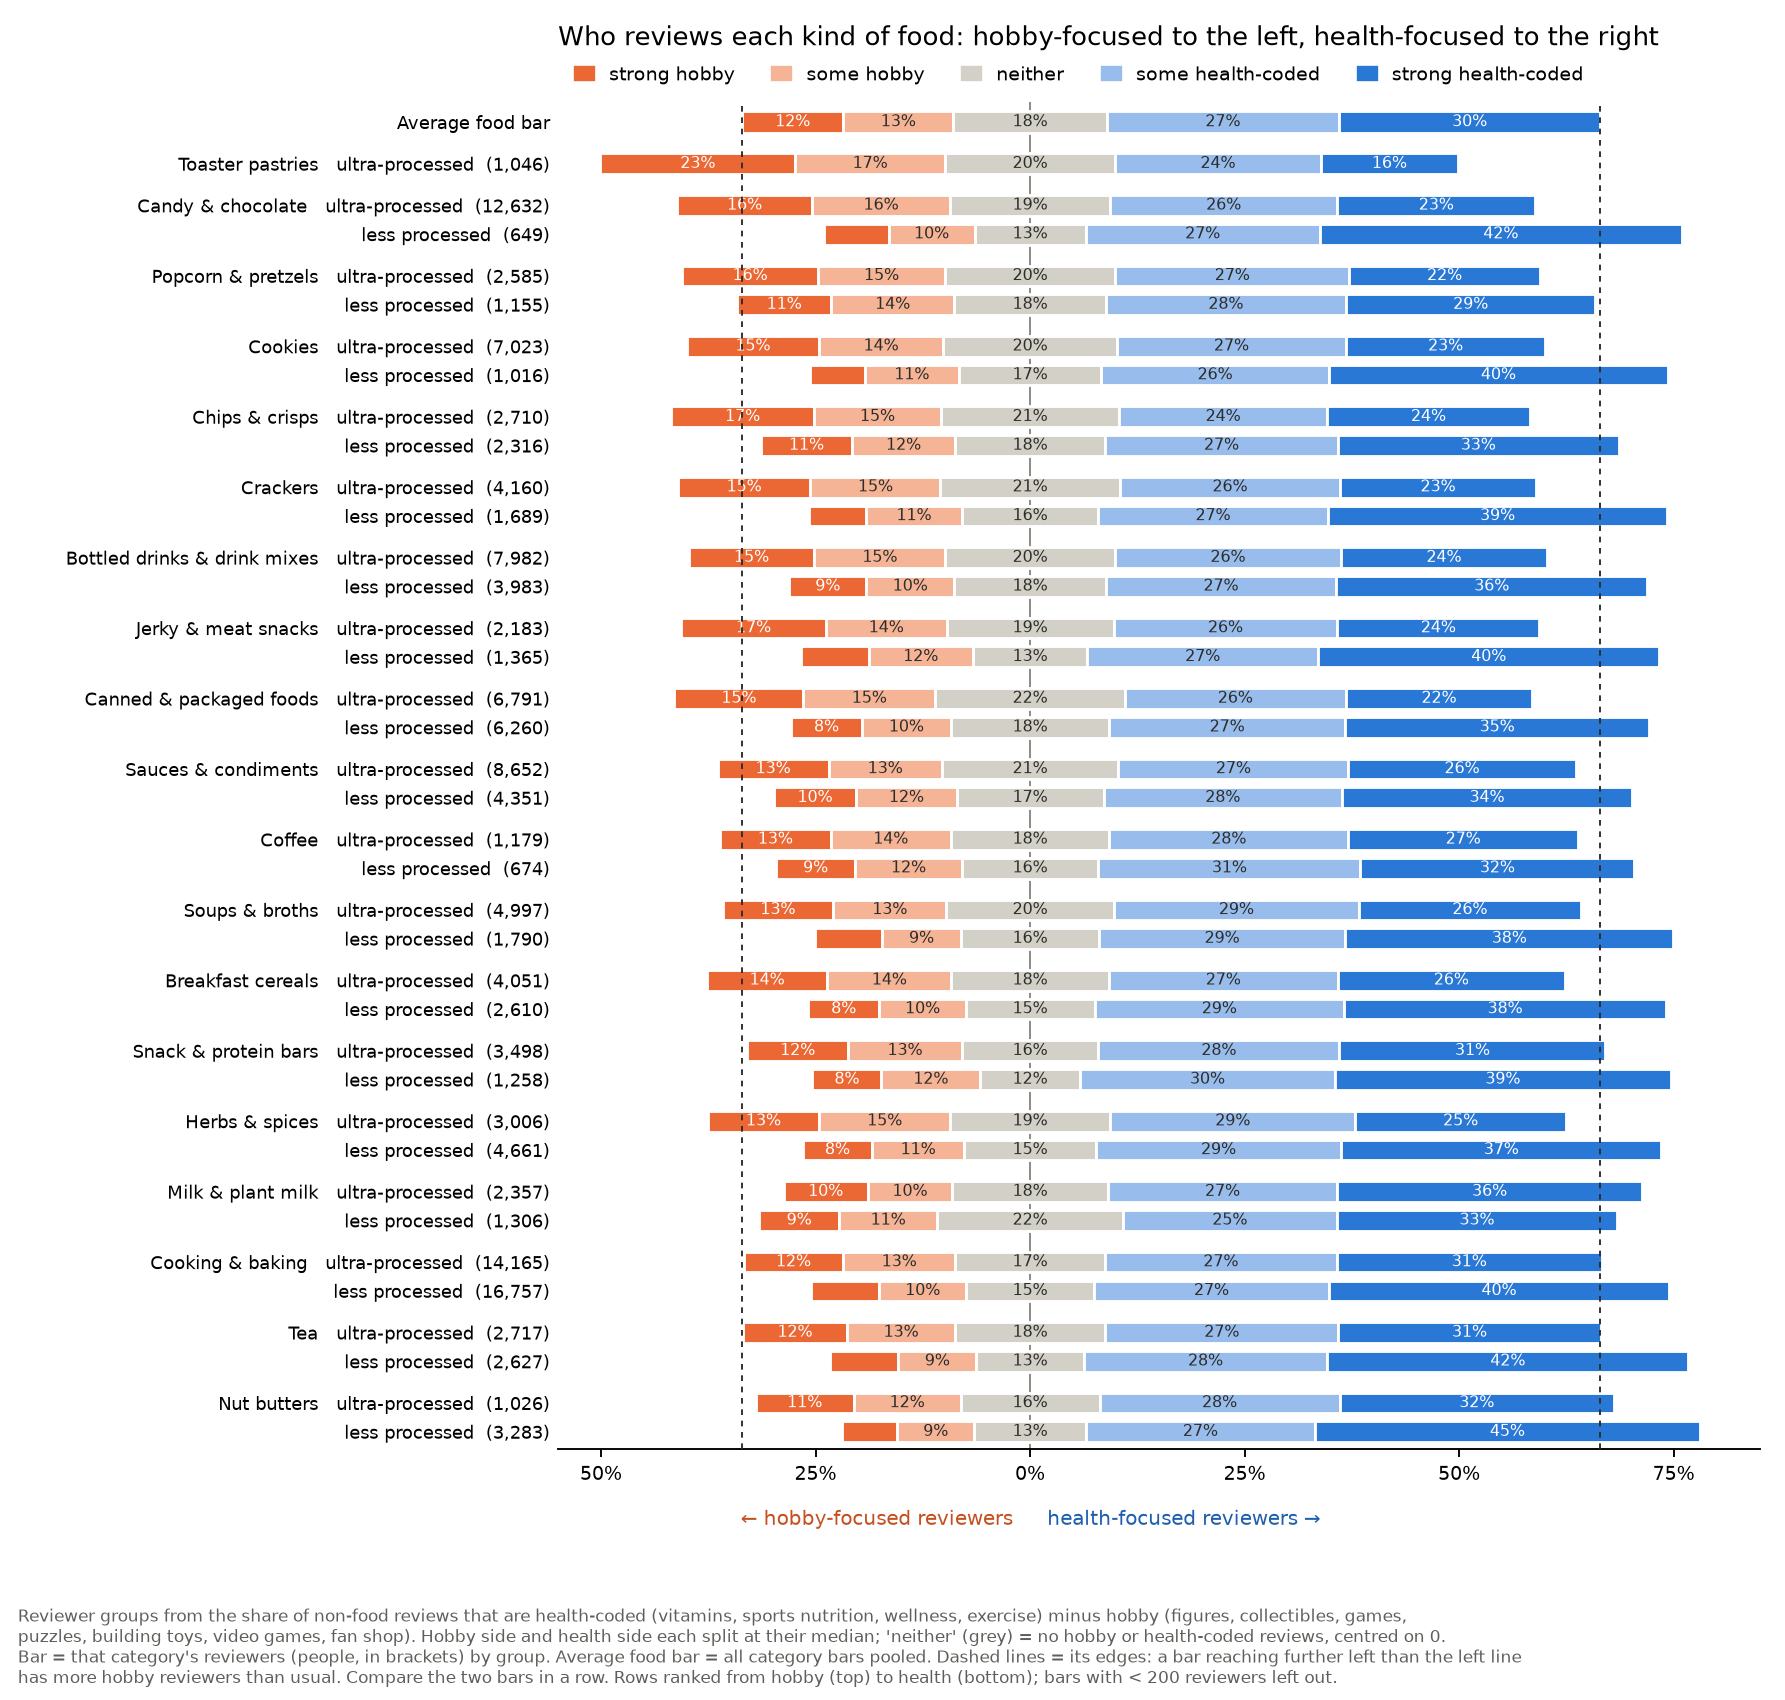 Who reviews each kind of food: hobby-focused to the left, health-focused to the right
strong hobby some hobby neither some health-coded strong health-coded
Average food bar 12% 13% 18% 27% 30%
Toaster pastries ultra-processed (1,046) 23% 17% 20% 24% 16%
Candy & chocolate ultra-processed (12,632) 16% 16% 19% 26% 23%
less processed (649) 10% 13% 27% 42%
Popcorn & pretzels ultra-processed (2,585) 16% 15% 20% 27% 22%
less processed (1,155) 11% 14% 18% 28% 29%
Cookies ultra-processed (7,023) 15% 14% 20% 27% 23%
less processed (1,016) 11% 17% 26% 40%
Chips & crisps ultra-processed (2,710) 17% 15% 21% 24% 24%
less processed (2,316) 11% 12% 18% 27% 33%
Crackers ultra-processed (4,160) 15% 15% 21% 26% 23%
less processed (1,689) 11% 16% 27% 39%
Bottled drinks & drink mixes ultra-processed (7,982) 15% 15% 20% 26% 24%
less processed (3,983) 9% 10% 18% 27% 36%
Jerky & meat snacks ultra-processed (2,183) 17% 14% 19% 26% 24%
less processed (1,365) 12% 13% 27% 40%
Canned & packaged foods ultra-processed (6,791) 15% 15% 22% 26% 22%
less processed (6,260) 8% 10% 18% 27% 35%
Sauces & condiments ultra-processed (8,652) 13% 13% 21% 27% 26%
less processed (4,351) 10% 12% 17% 28% 34%
Coffee ultra-processed (1,179) 13% 14% 18% 28% 27%
less processed (674) 9% 12% 16% 31% 32%
Soups & broths ultra-processed (4,997) 13% 13% 20% 29% 26%
less processed (1,790) 9% 16% 29% 38%
Breakfast cereals ultra-processed (4,051) 14% 14% 18% 27% 26%
less processed (2,610) 8% 10% 15% 29% 38%
Snack & protein bars ultra-processed (3,498) 12% 13% 16% 28% 31%
less processed (1,258) 8% 12% 12% 30% 39%
Herbs & spices ultra-processed (3,006) 13% 15% 19% 29% 25%
less processed (4,661) 8% 11% 15% 29% 37%
Milk & plant milk ultra-processed (2,357) 10% 10% 18% 27% 36%
less processed (1,306) 9% 11% 22% 25% 33%
Cooking & baking ultra-processed (14,165) 12% 13% 17% 27% 31%
less processed (16,757) 10% 15% 27% 40%
Tea ultra-processed (2,717) 12% 13% 18% 27% 31%
less processed (2,627) 9% 13% 28% 42%
Nut butters ultra-processed (1,026) 11% 12% 16% 28% 32%
less processed (3,283) 9% 13% 27% 45%
50% 25% 0% 25% 50% 75%
← hobby-focused reviewers health-focused reviewers →
Reviewer groups from the share of non-food reviews that are health-coded (vitamins, sports nutrition, wellness, exercise) minus hobby (figures, collectibles, games,
puzzles, building toys, video games, fan shop). Hobby side and health side each split at their median; 'neither' (grey) = no hobby or health-coded reviews, centred on 0.
Bar = that category's reviewers (people, in brackets) by group. Average food bar = all category bars pooled. Dashed lines = its edges: a bar reaching further left than the left line
has more hobby reviewers than usual. Compare the two bars in a row. Rows ranked from hobby (top) to health (bottom); bars with < 200 reviewers left out.